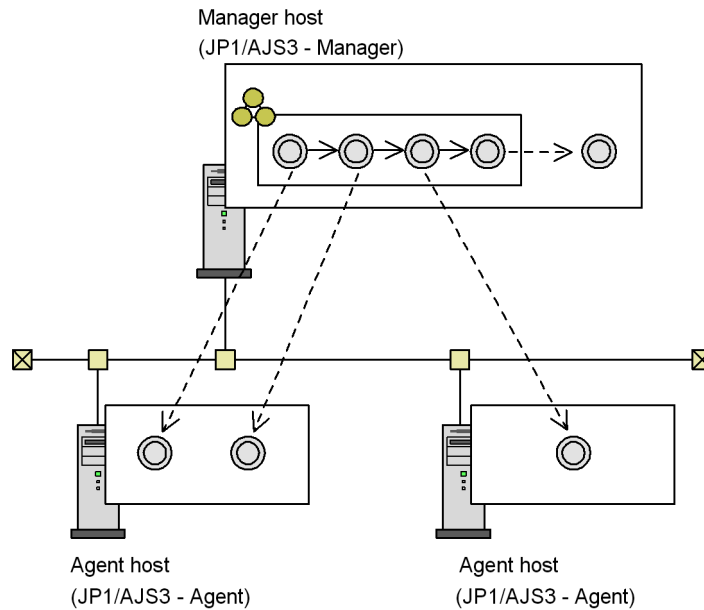 Manager host
(JP1/AJS3 - Manager)
Agent host
(JP1/AJS3 - Agent)
Agent host
(JP1/AJS3 - Agent)